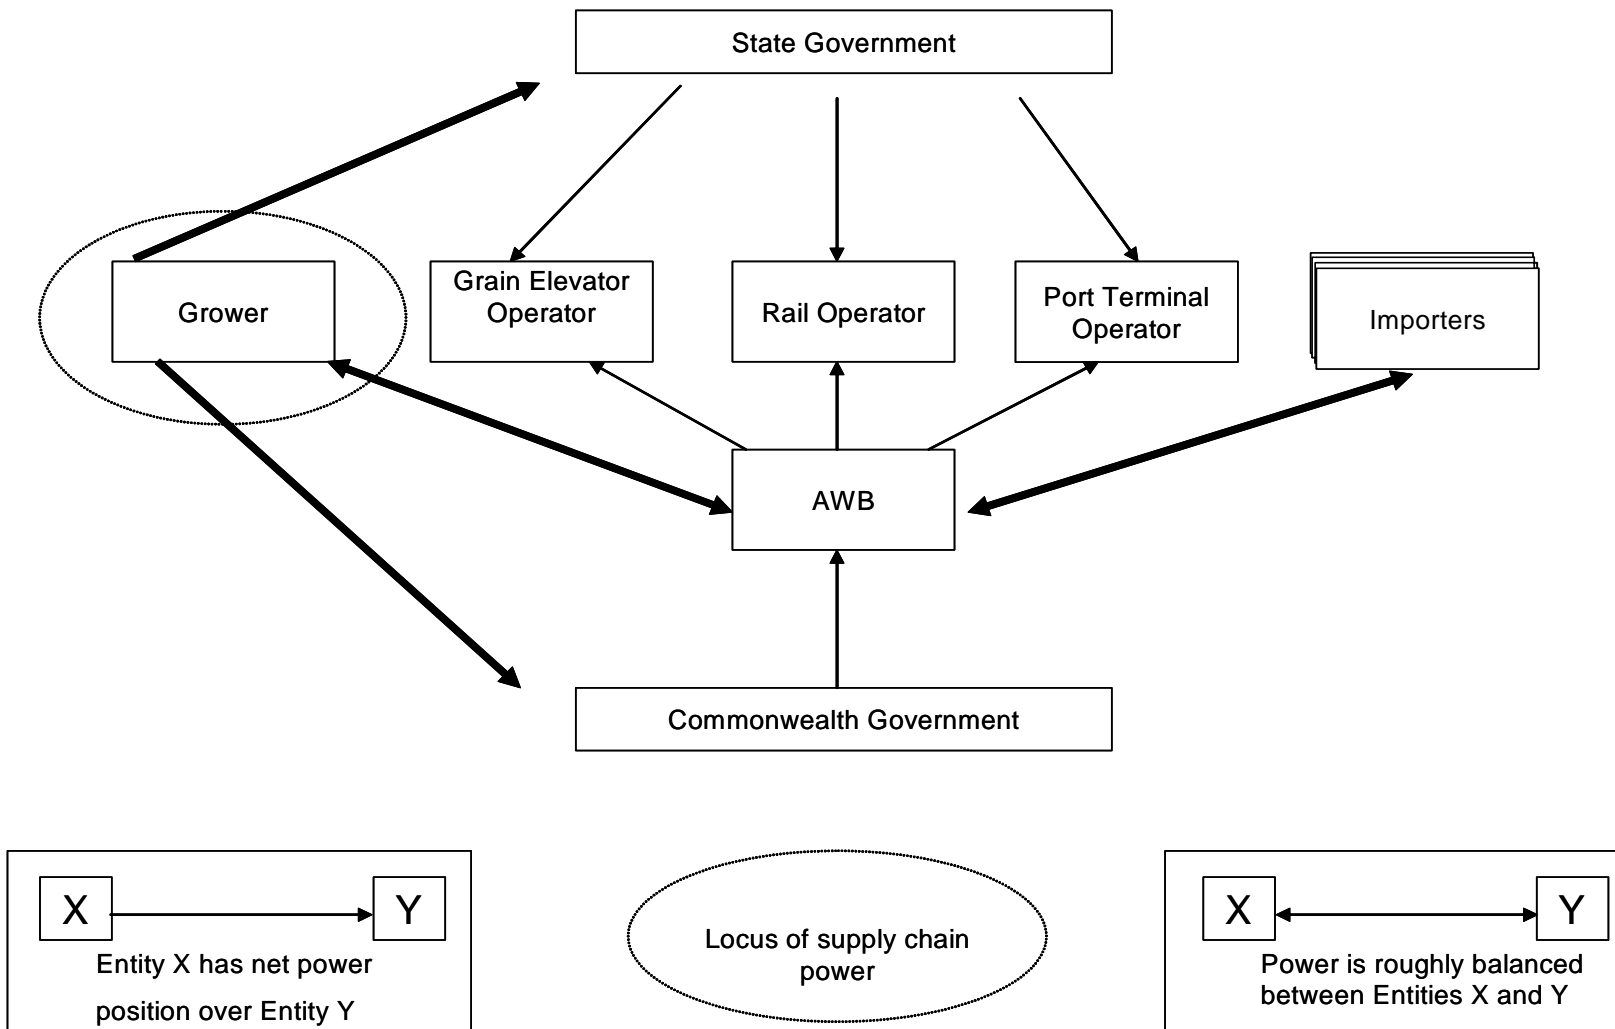 State Government
Grower
Grain Elevator
Operator
Rail Operator
Port Terminal
Operator
Importers
AWB
Commonwealth Government
X
Y
Entity X has net power
position over Entity Y
Locus of supply chain
power
X
Y
Power is roughly balanced
between Entities X and Y